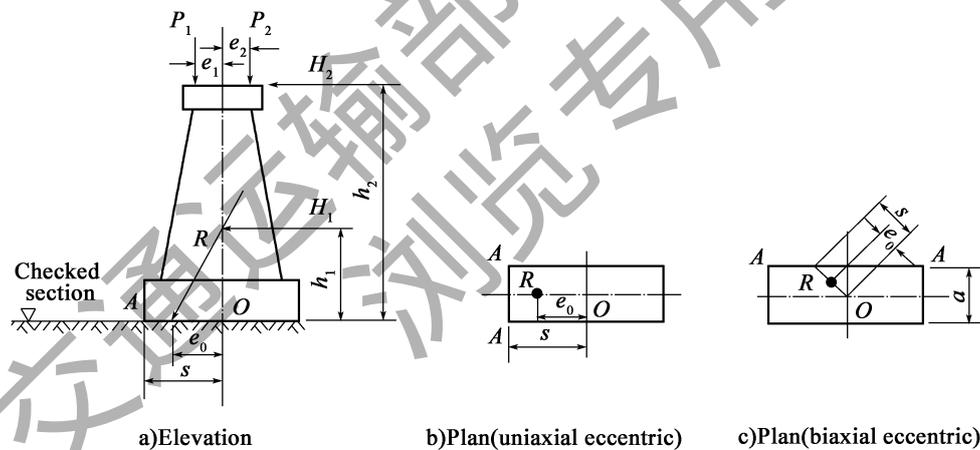 交通运输部
浏览专用
P1 e2 P2
e1 H2
h2
R H1
h1
Checked
section
A O
e0
s
A
R
e0 O
A s
s
e0
A A
R
O a
a)Elevation b)Plan(uniaxial eccentric) c)Plan(biaxial eccentric)